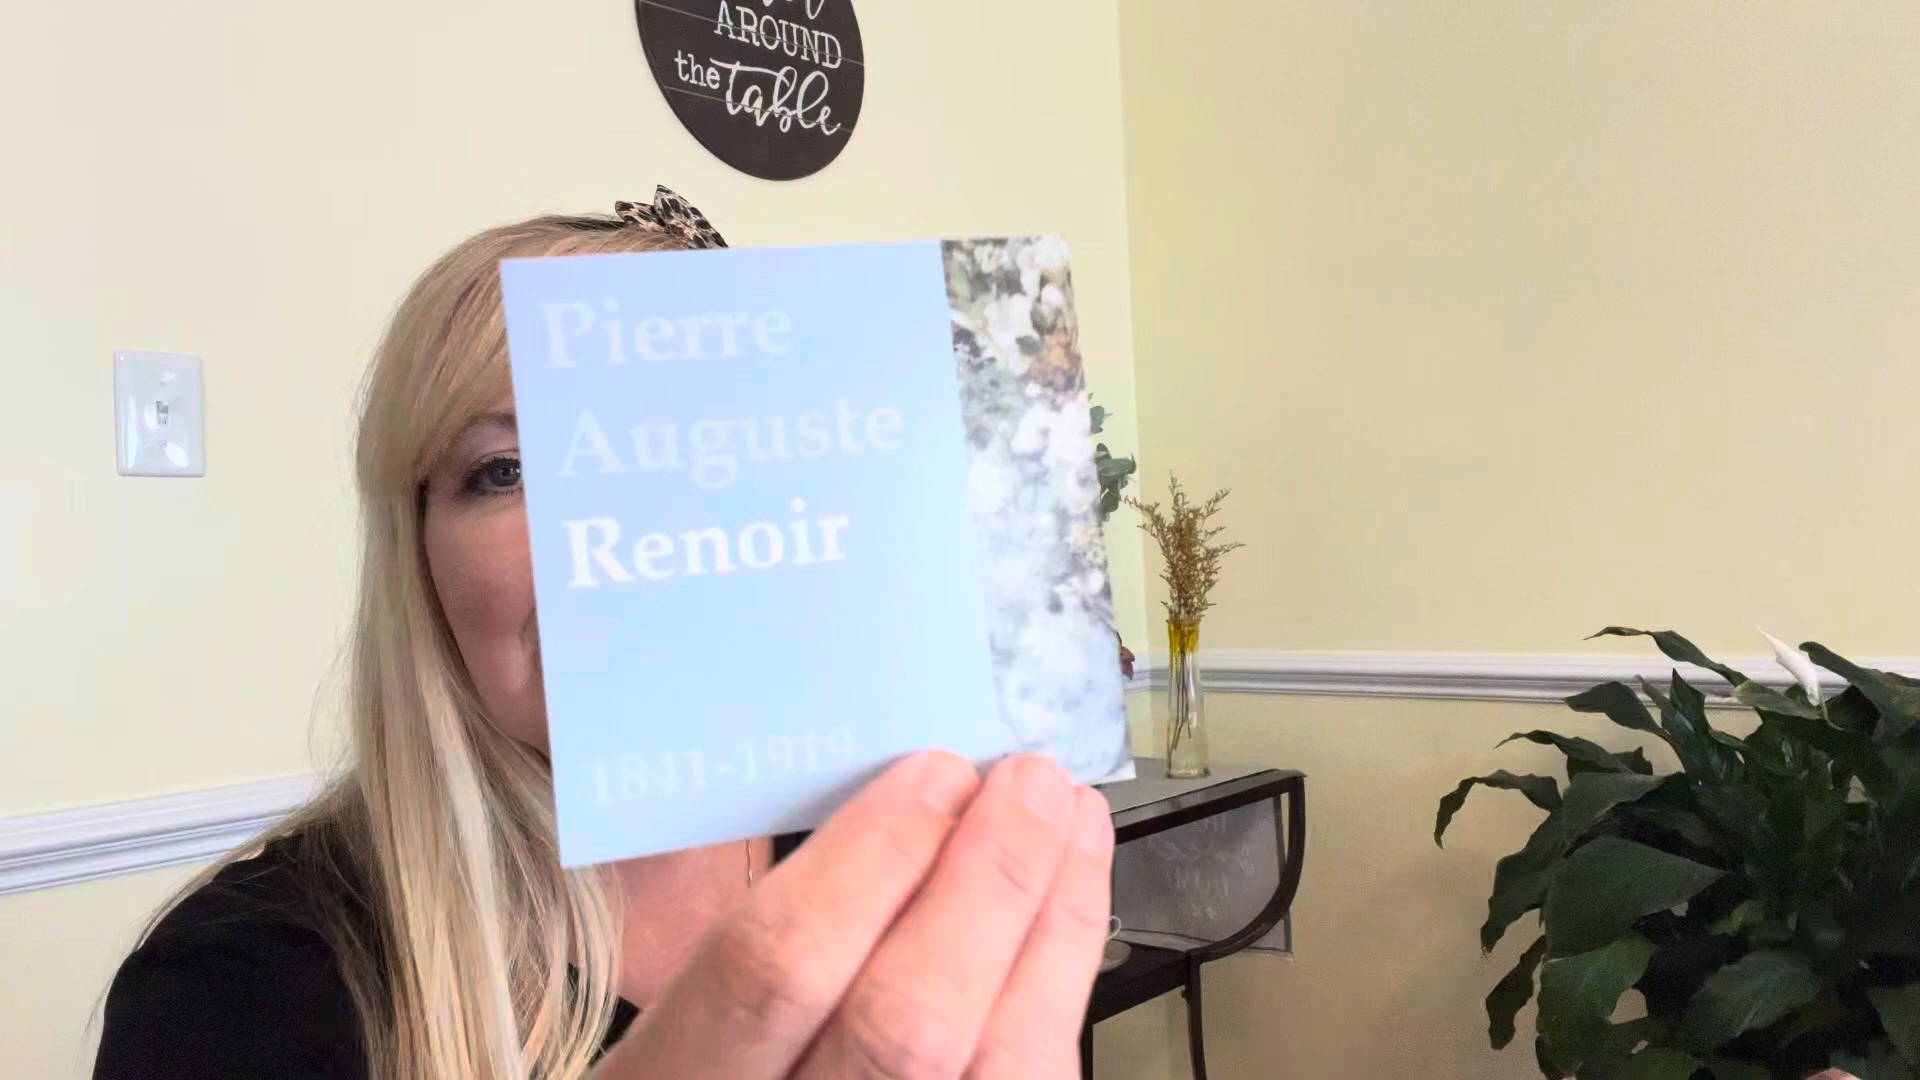 AROUND
the table
Pierre
Auguste
Renoir
1841-1919